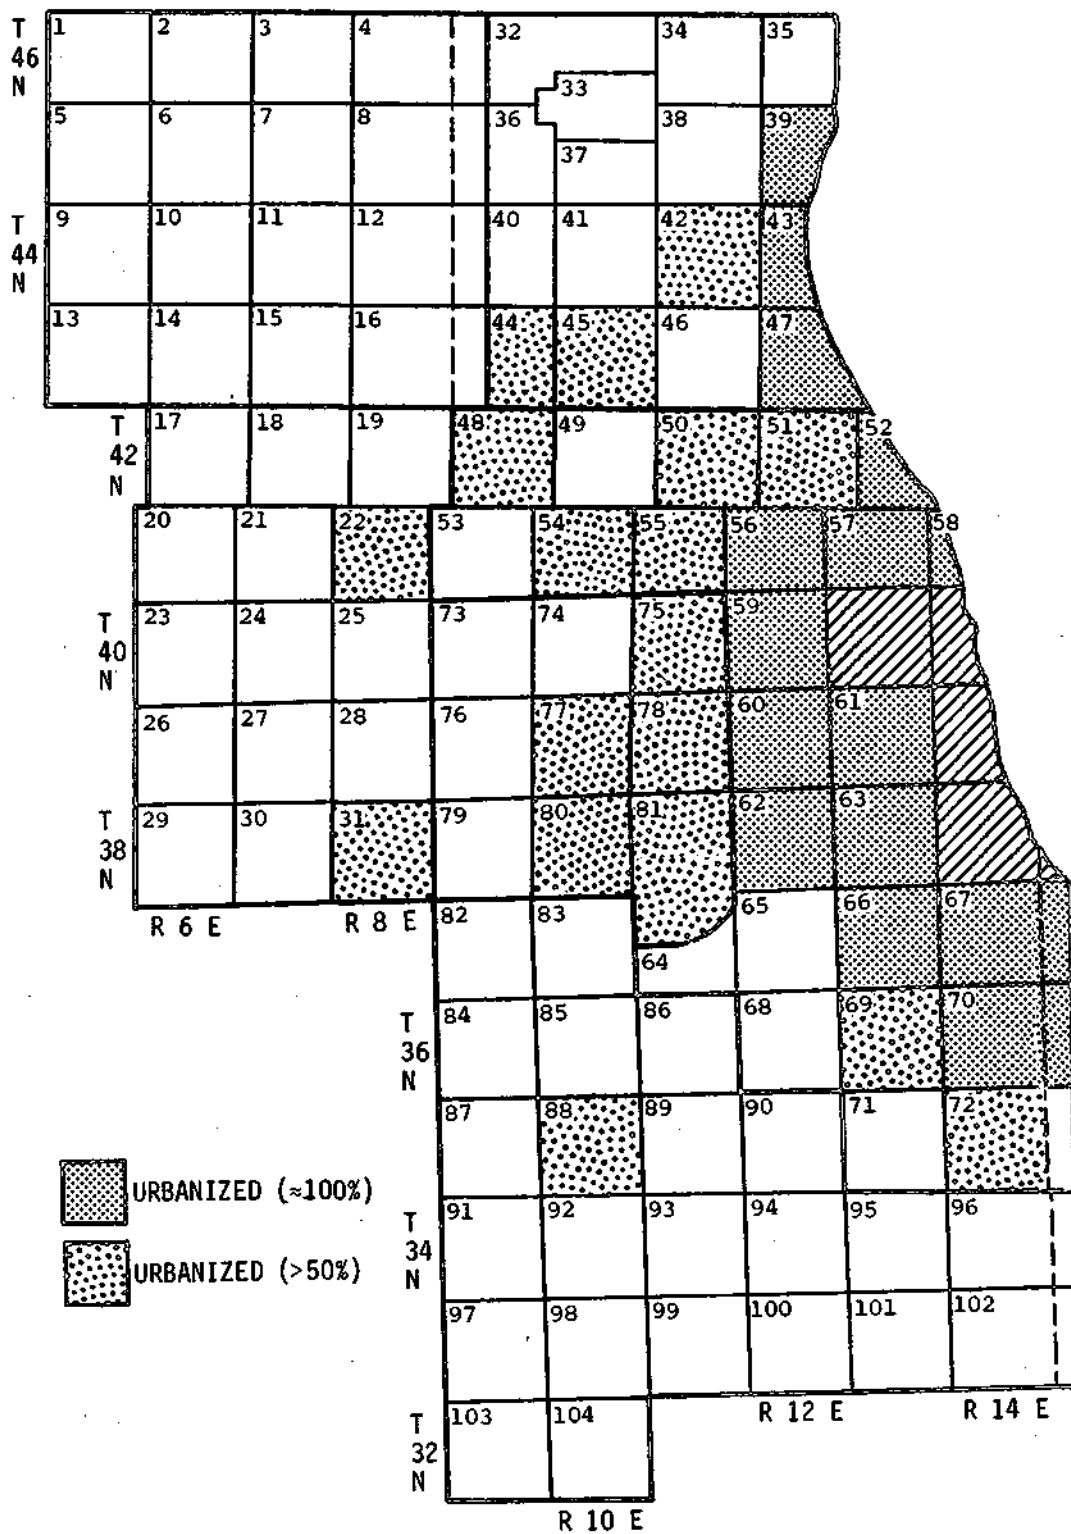 T 46 N
1 2 3 4 32 34 35
33
5 6 7 8 36 38 39
37
T 44 N
9 10 11 12 40 41 42 43
13 14 15 16 44 45 46 47
T 42 N
17 18 19 48 49 50 51 52
20 21 22 53 54 55 56 57 58
T 40 N
23 24 25 73 74 75 59
26 27 28 76 77 78 60 61
T 38 N
29 30 31 79 80 81 62 63
R 6 E R 8 E
82 83 65 66 67
64
T 36 N
84 85 86 68 69 70
87 88 89 90 71 72
URBANIZED (≈100%)
T 34 N
91 92 93 94 95 96
URBANIZED (>50%)
97 98 99 100 101 102
R 12 E R 14 E
T 32 N
103 104
R 10 E